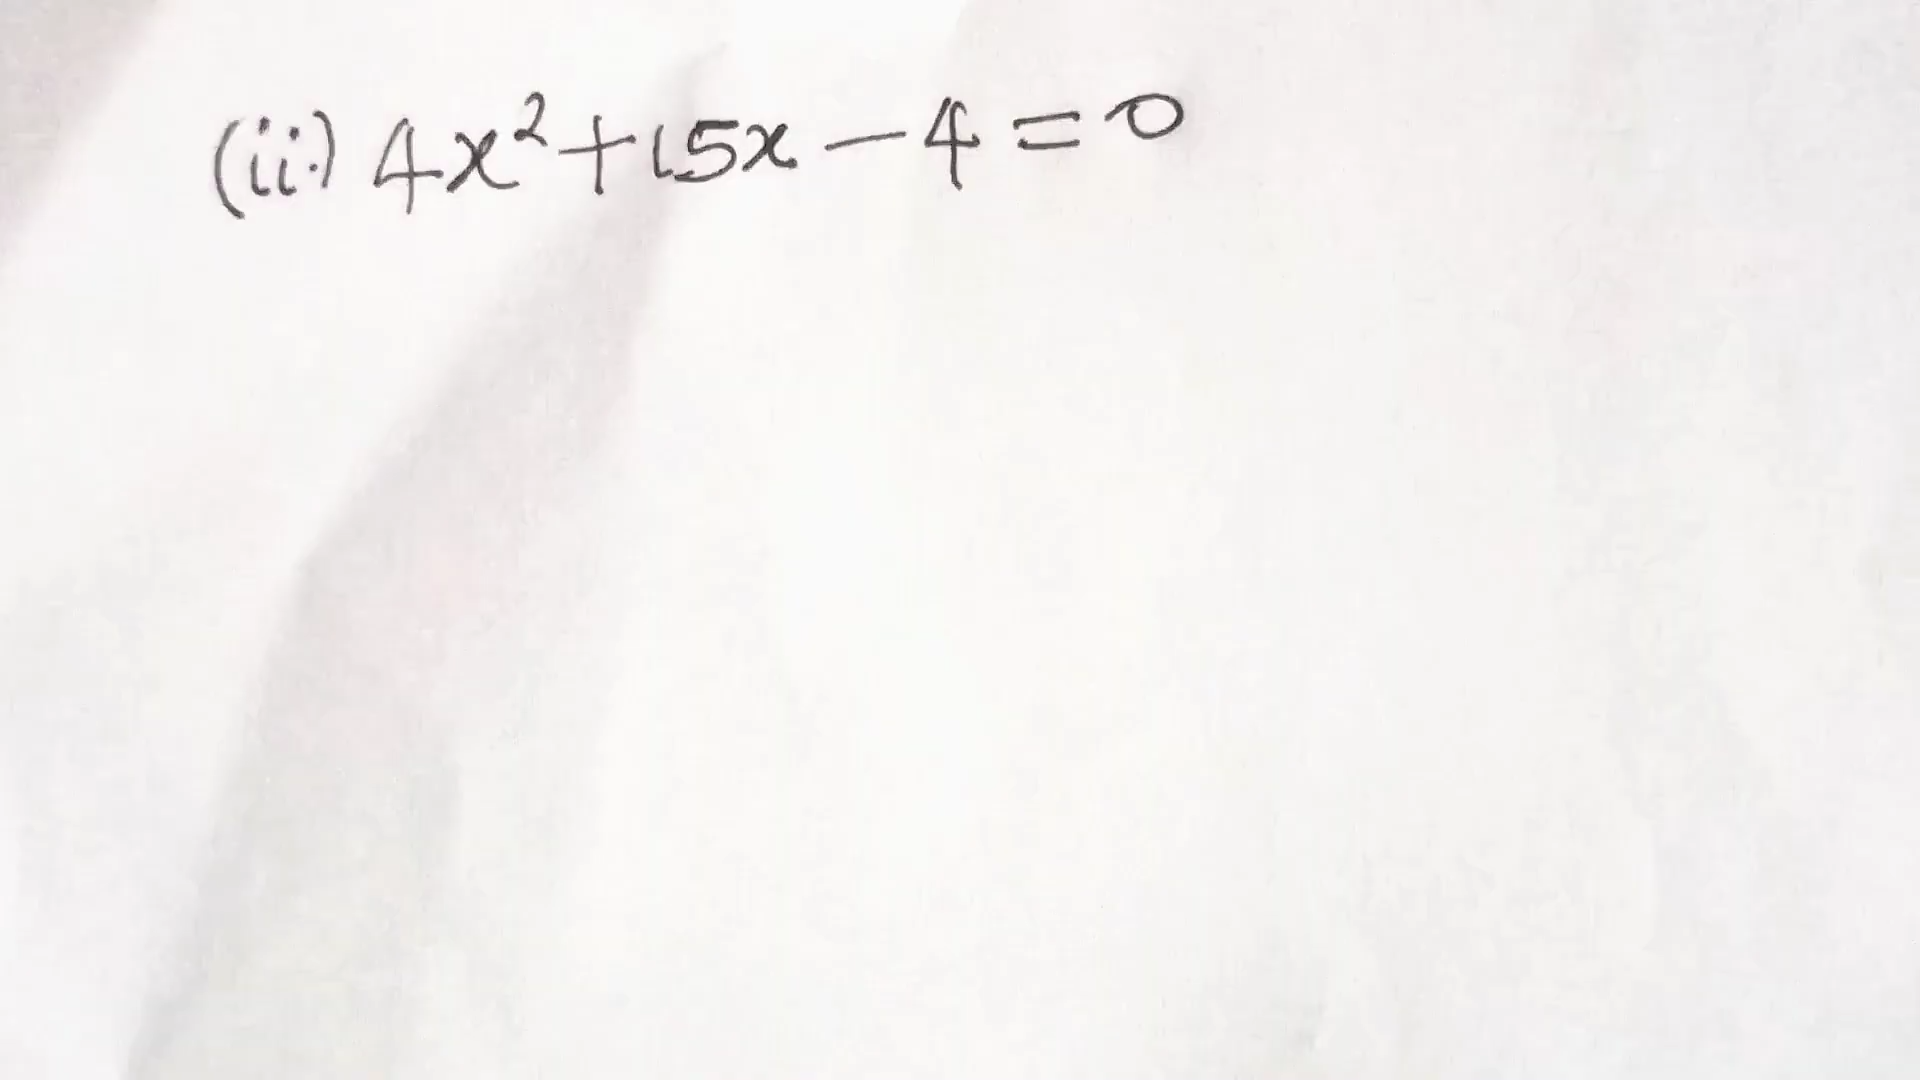 (ii.) 4x² + 15x - 4 = 0